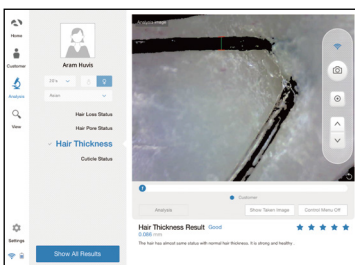 Home
Customer
Analysis
View
Settings
Aram Huvis
20's
Asian
Hair Loss Status
Hair Pore Status
Hair Thickness
Cuticle Status
Show All Results
Analysis Image
Customer
Analysis
Show Taken Image
Control Menu Off
Hair Thickness Result Good
0.086 mm
The hair has almost same status with normal hair thickness. It is strong and healthy.